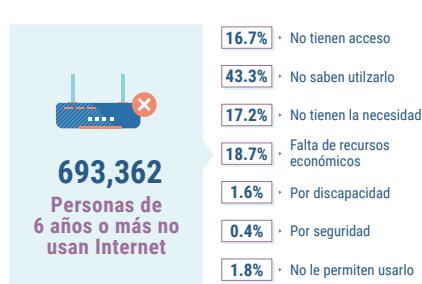 693,362
Personas de
6 años o más no
usan Internet
16.7% No tienen acceso
43.3% No saben utilzarlo
17.2% No tienen la necesidad
18.7% Falta de recursos
económicos
1.6% Por discapacidad
0.4% Por seguridad
1.8% No le permiten usarlo